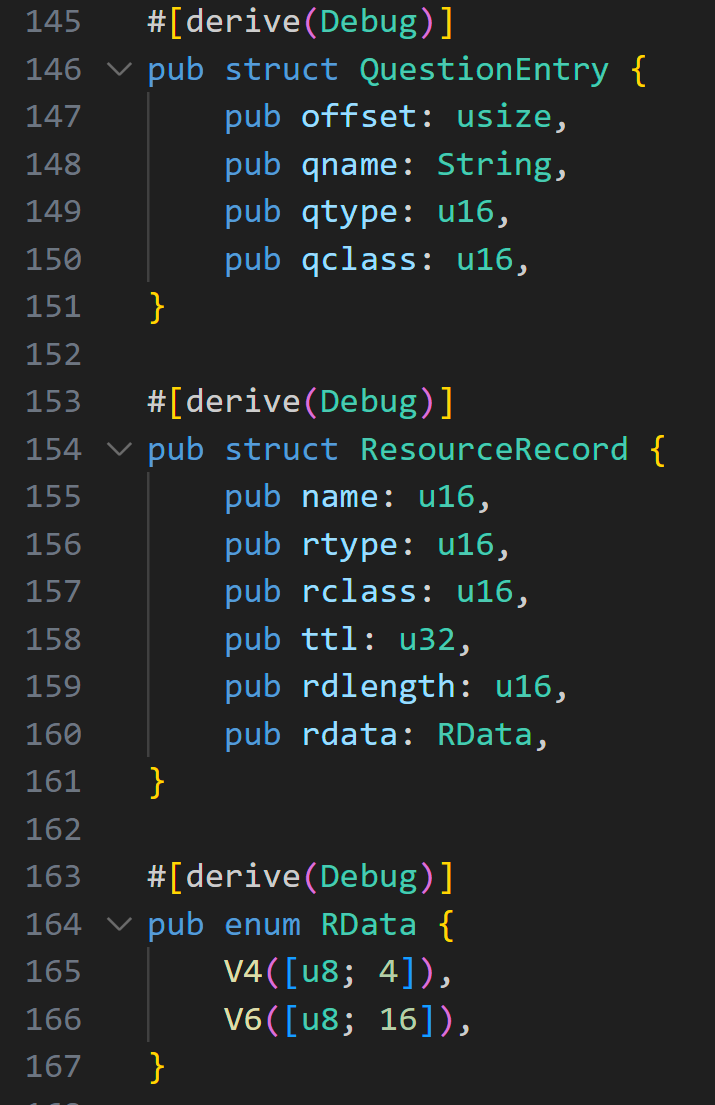 145 #[derive(Debug)]
146 pub struct QuestionEntry {
147     pub offset: usize,
148     pub qname: String,
149     pub qtype: u16,
150     pub qclass: u16,
151 }
152
153 #[derive(Debug)]
154 pub struct ResourceRecord {
155     pub name: u16,
156     pub rtype: u16,
157     pub rclass: u16,
158     pub ttl: u32,
159     pub rdlength: u16,
160     pub rdata: RData,
161 }
162
163 #[derive(Debug)]
164 pub enum RData {
165     V4([u8; 4]),
166     V6([u8; 16]),
167 }